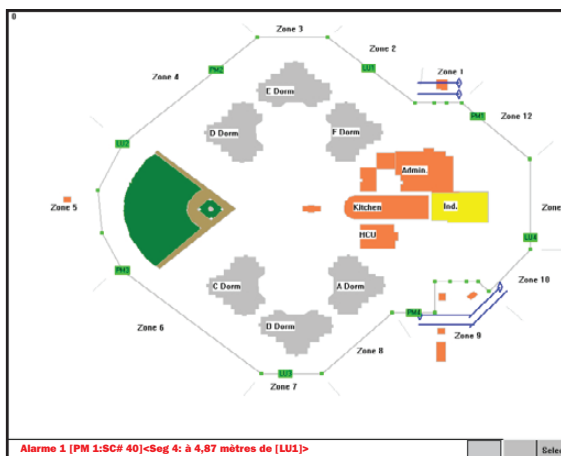 0
Zone 3
Zone 2
Zone 4
PM2
LU1
Zone 1
E Dorm
PM1
Zone 12
D Dorm
F Dorm
LU2
Admin.
Zone 5
Kitchen
Ind.
Zone
HCU
LU4
PM3
Zone 10
C Dorm
A Dorm
PM4
Zone 6
D Dorm
Zone 9
Zone 8
LU3
Zone 7
Alarme 1 [PM 1:SC# 40]<Seg 4: à 4,87 mètres de [LU1]>
Selec